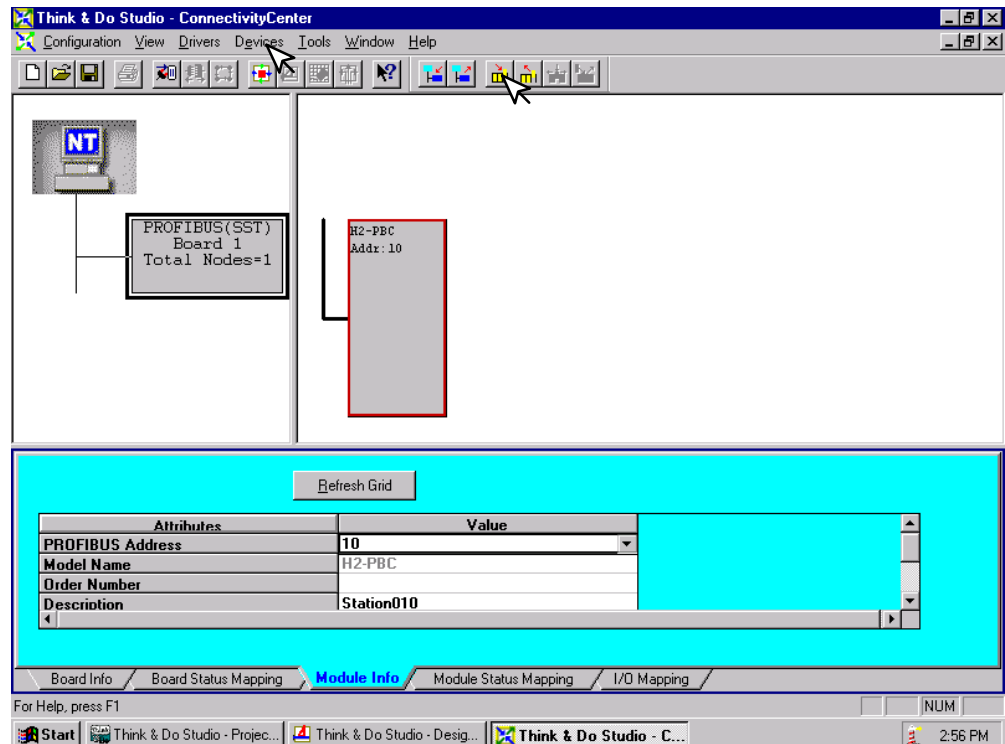 Think & Do Studio - ConnectivityCenter
Configuration View Drivers Devices Tools Window Help
NT
PROFIBUS(SST)
Board 1
Total Nodes=1
H2-PBC
Addr:10
Refresh Grid
Attributes Value
PROFIBUS Address 10
Model Name H2-PBC
Order Number
Description Station010
Board Info Board Status Mapping Module Info Module Status Mapping I/O Mapping
For Help, press F1 NUM
Start Think & Do Studio - Projec... Think & Do Studio - Desig... Think & Do Studio - C... 2:56 PM